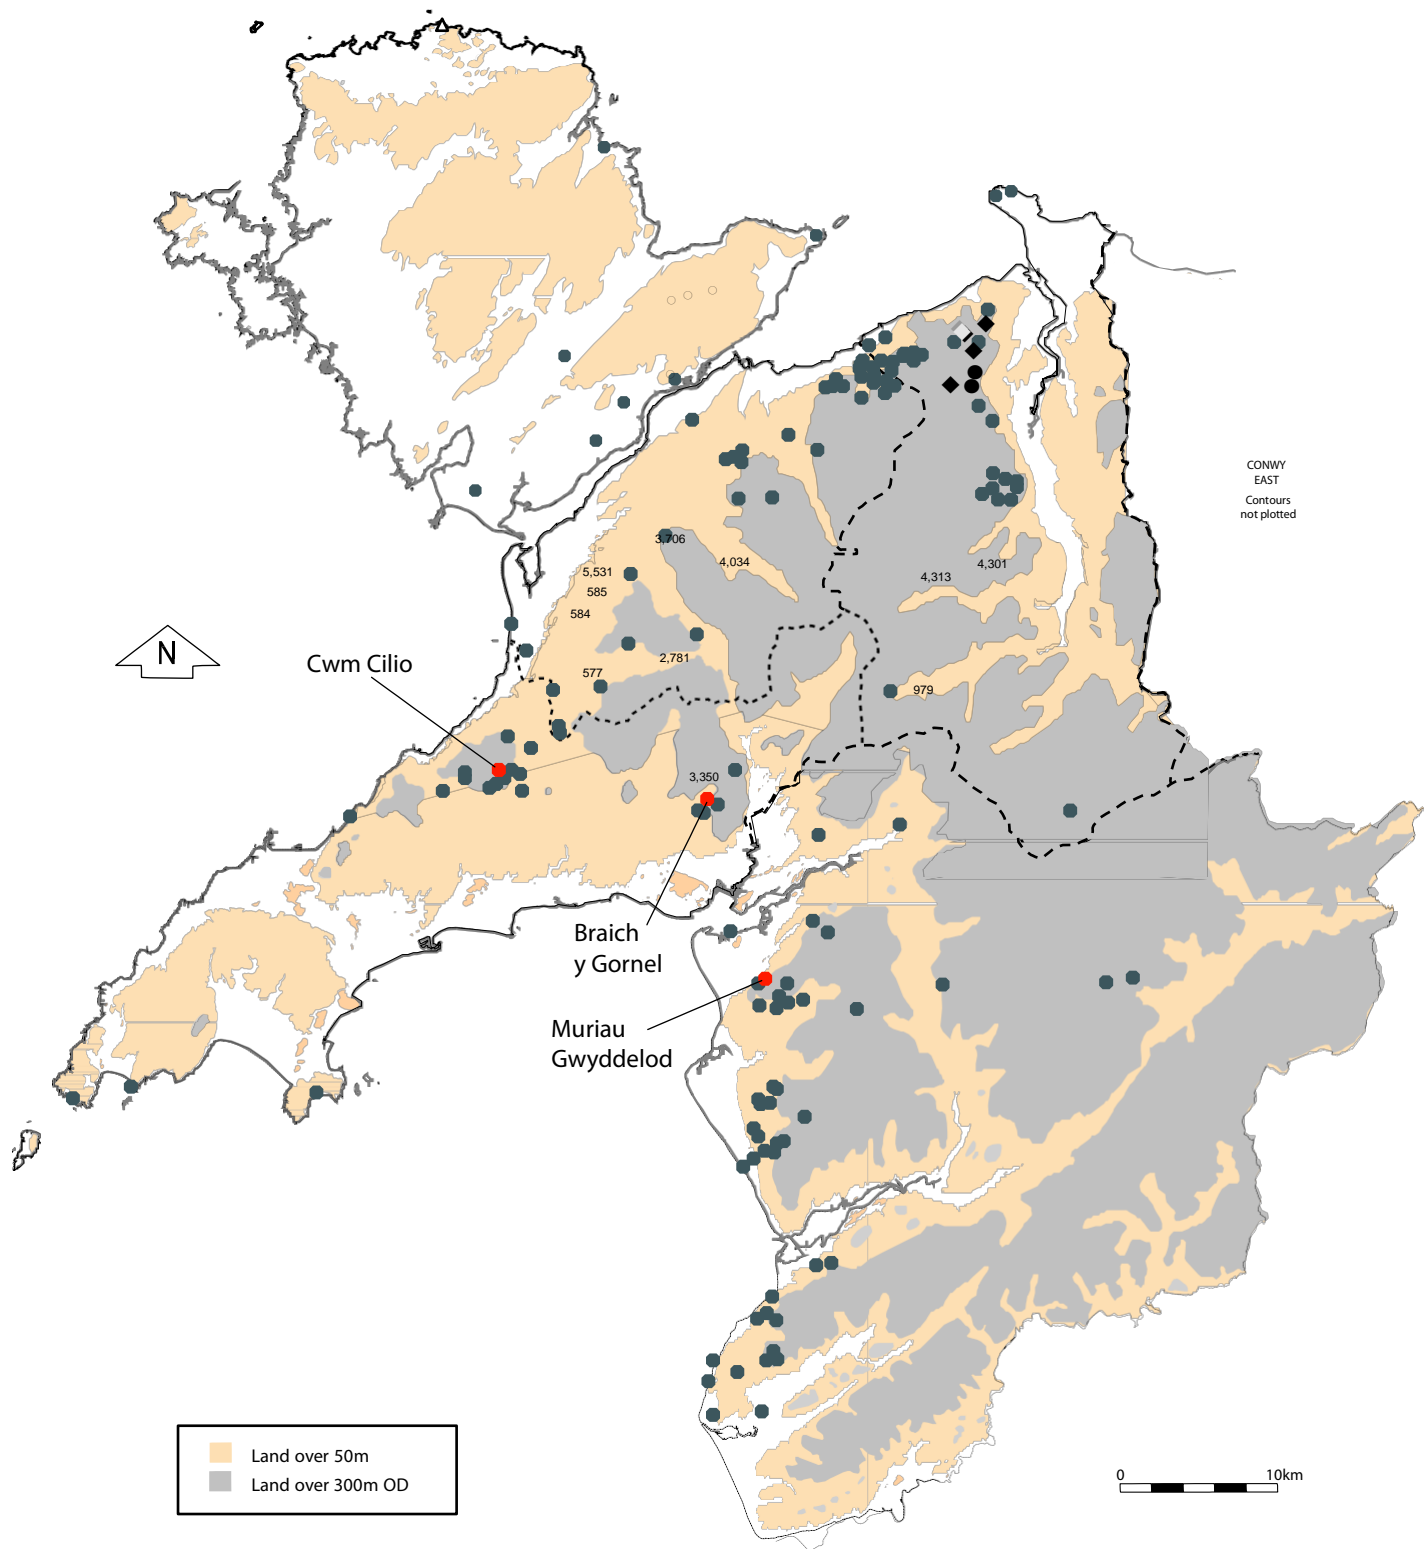 CONWY
EAST
Contours
not plotted
3,706
4,034
5,531
585
584
4,313
4,301
2,781
577
979
N
Cwm Cilio
3,350
Braich
y Gornel
Muriau
Gwyddelod
Land over 50m
Land over 300m OD
0 10km